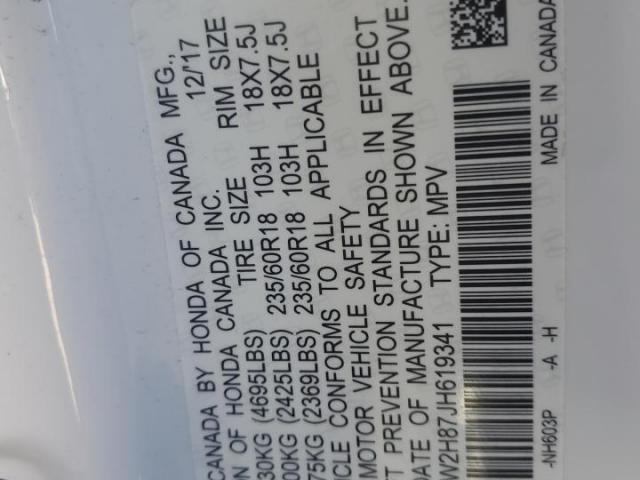 CANADA BY HONDA OF CANADA MFG.,
ON OF HONDA CANADA INC. 12/'17
TIRE SIZE RIM SIZE
30KG (4695LBS)
00KG (2425LBS) 235/60R18 103H 18X7.5J
75KG (2369LBS) 235/60R18 103H 18X7.5J
ICLE CONFORMS TO ALL APPLICABLE
MOTOR VEHICLE SAFETY
T PREVENTION STANDARDS IN EFFECT
DATE OF MANUFACTURE SHOWN ABOVE.
W2H87JH619341 TYPE: MPV
-NH603P -A -H MADE IN CANADA